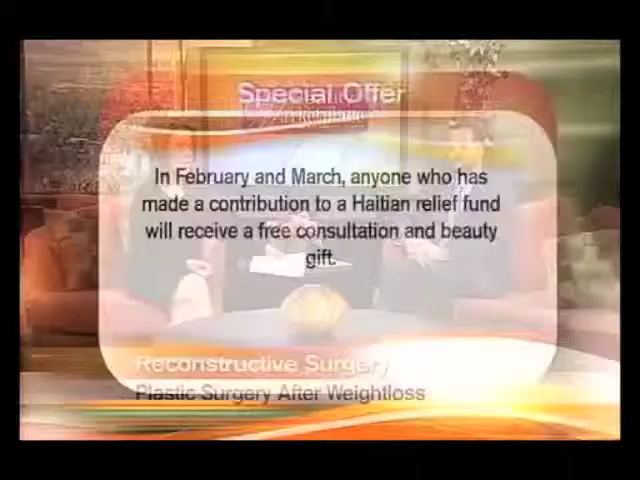 Special Offer
In February and March, anyone who has
made a contribution to a Haitian relief fund
will receive a free consultation and beauty
gift.
Reconstructive Surgery
Plastic Surgery After Weightloss